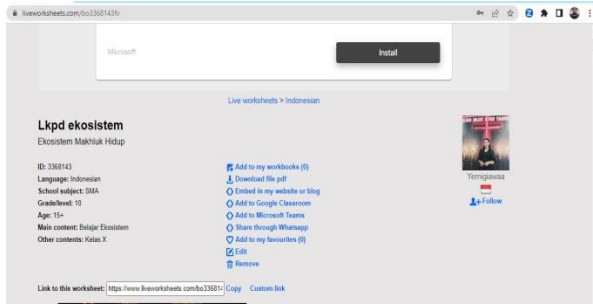 liveworksheets.com/bo3368143fv
Microsoft
Install
Live worksheets > Indonesian
Lkpd ekosistem
Ekosistem Makhluk Hidup
ID: 3368143
Language: Indonesian
School subject: SMA
Grade/level: 10
Age: 15+
Main content: Belajar Ekosistem
Other contents: Kelas X
Add to my workbooks (0)
Download file pdf
Embed in my website or blog
Add to Google Classroom
Add to Microsoft Teams
Share through Whatsapp
Add to my favourites (0)
Edit
Remove
Yernigiawaa
Follow
Link to this worksheet: https://www.liveworksheets.com/bo33681 Copy Custom link